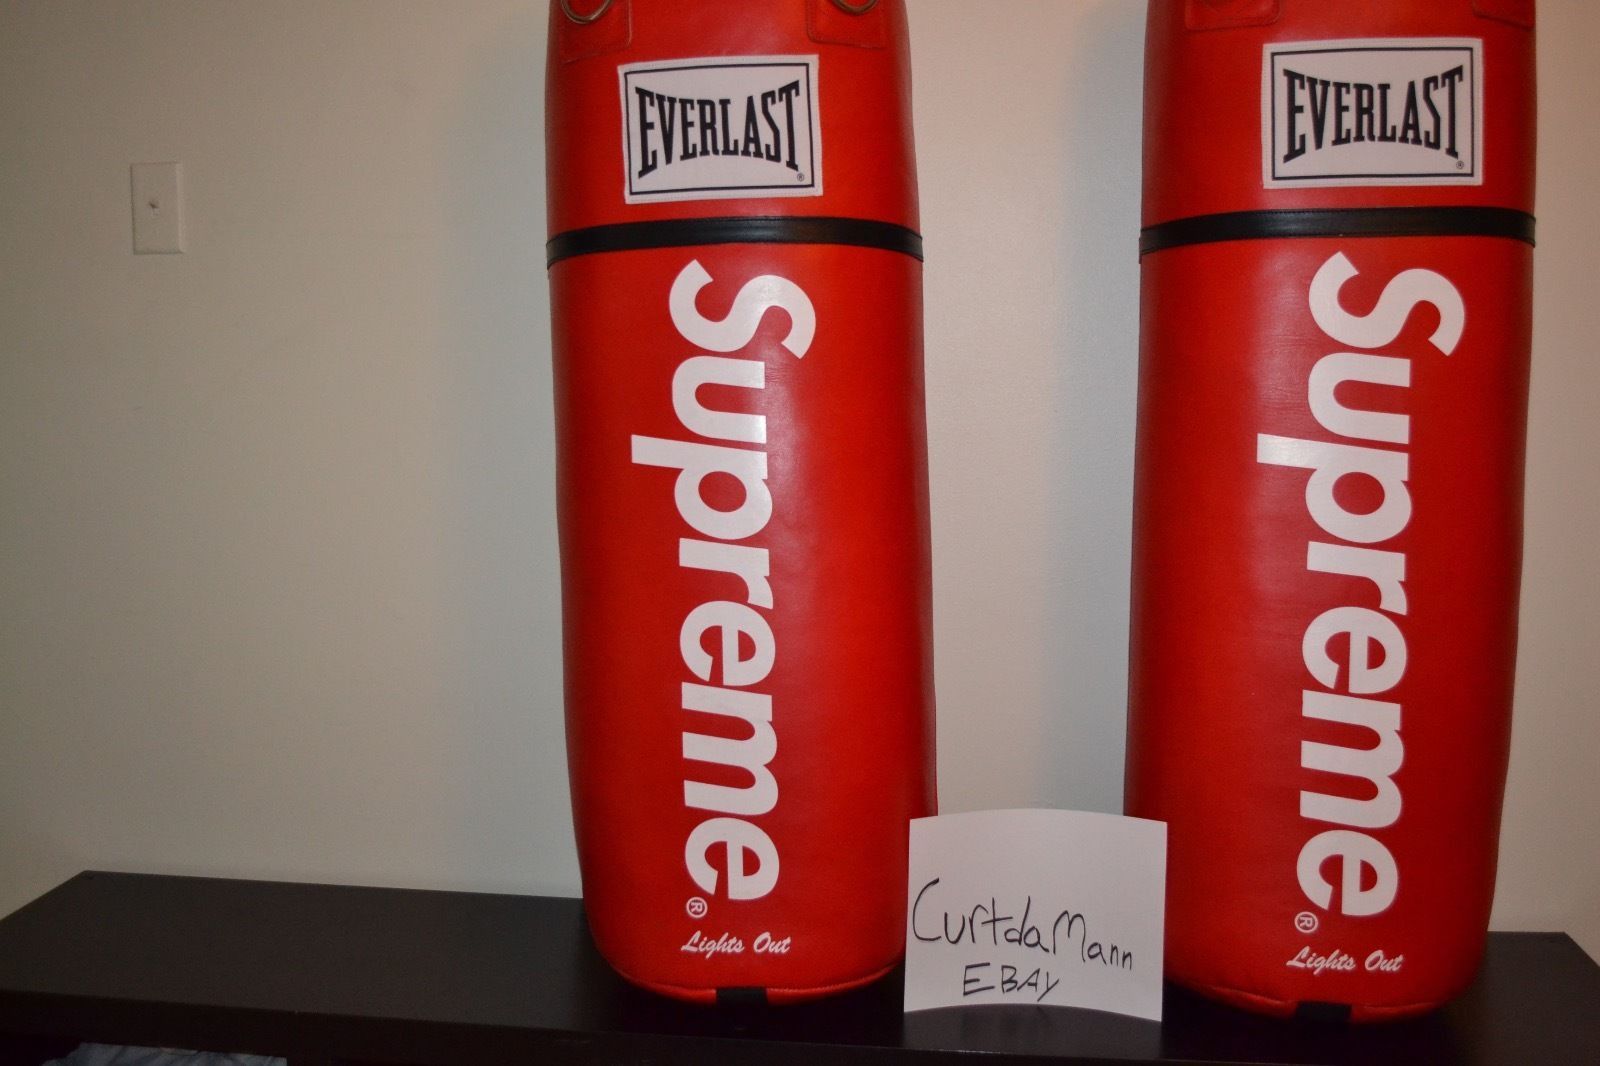 EVERLAST®
Supreme®
Lights Out
EVERLAST®
Supreme®
Lights Out
CurtdaMann
EBAY